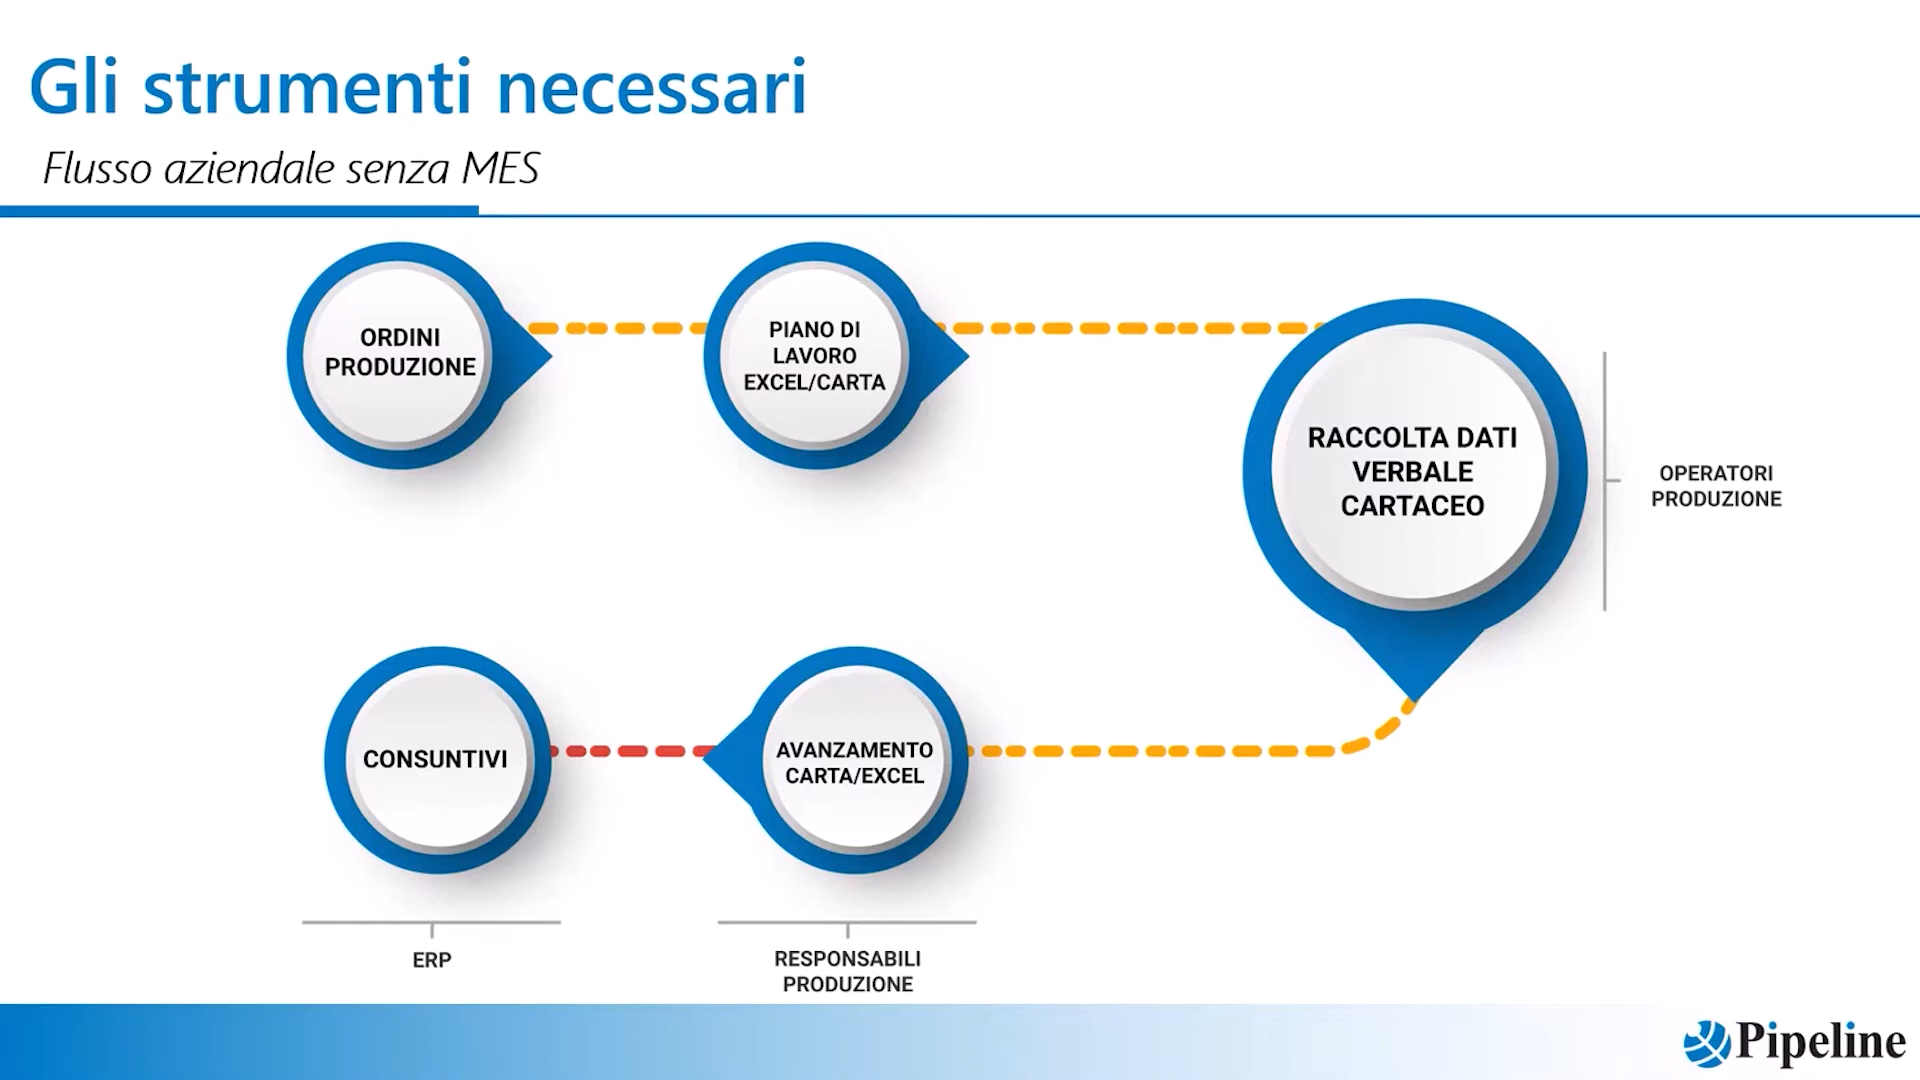 Gli strumenti necessari
Flusso aziendale senza MES
ORDINI
PRODUZIONE
PIANO DI
LAVORO
EXCEL/CARTA
RACCOLTA DATI
VERBALE
CARTACEO
OPERATORI
PRODUZIONE
CONSUNTIVI
AVANZAMENTO
CARTA/EXCEL
ERP
RESPONSABILI
PRODUZIONE
Pipeline